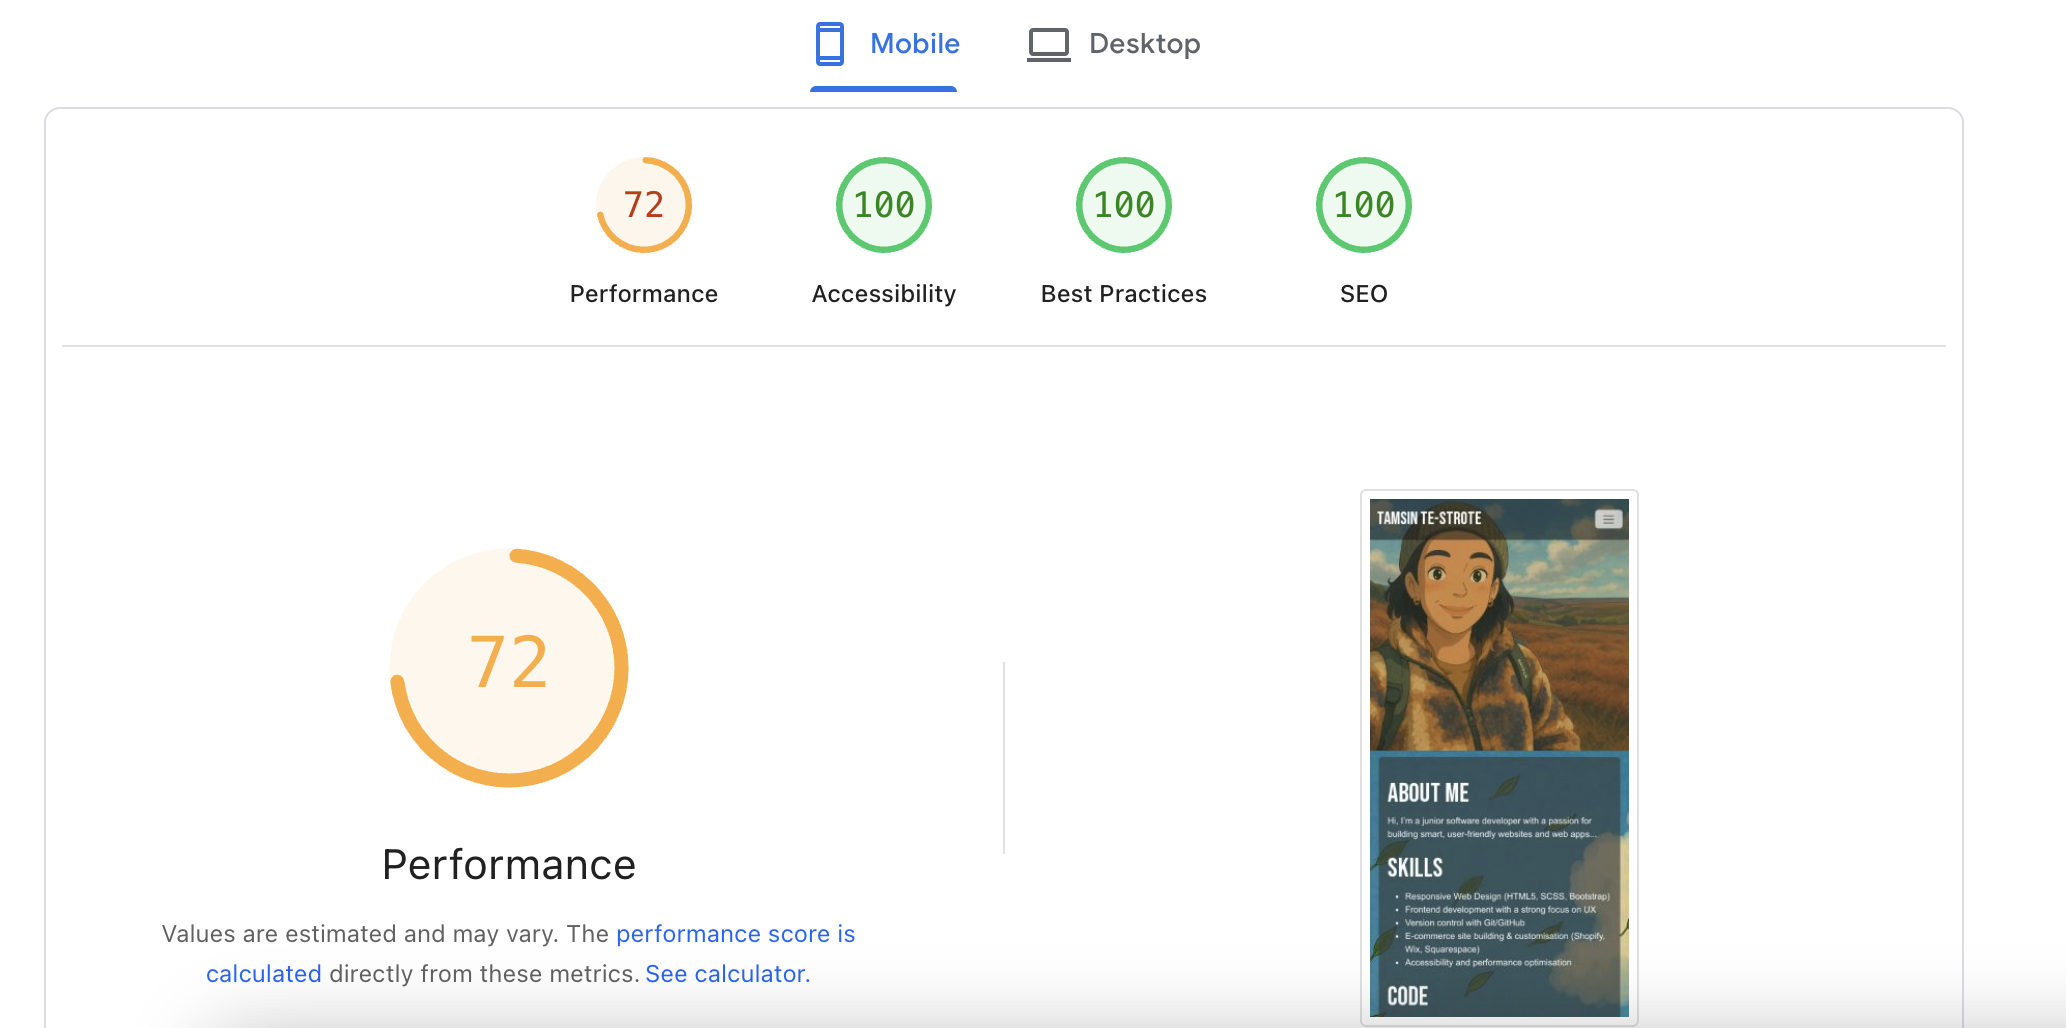 Mobile
Desktop
72
100
100
100
Performance
Accessibility
Best Practices
SEO
72
Performance
Values are estimated and may vary. The performance score is
calculated directly from these metrics. See calculator.
TAMSIN TE-STROTE
ABOUT ME
Hi, I'm a junior software developer with a passion for
building smart, user-friendly websites and web apps...
SKILLS
• Responsive Web Design (HTML5, SCSS, Bootstrap)
• Frontend development with a strong focus on UX
• Version control with Git/GitHub
• E-commerce site building & customisation (Shopify,
Wix, Squarespace)
• Accessibility and performance optimisation
CODE